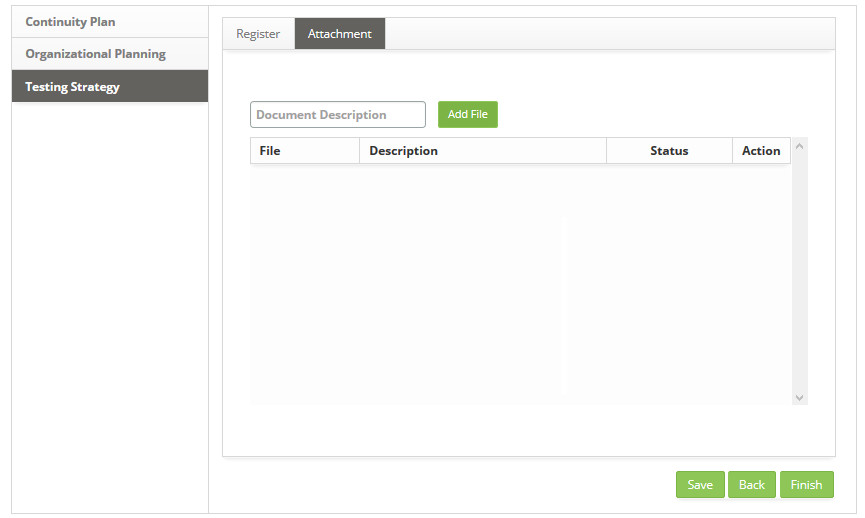 Continuity Plan
Organizational Planning
Testing Strategy
Register Attachment
Document Description Add File
File Description Status Action
Save Back Finish